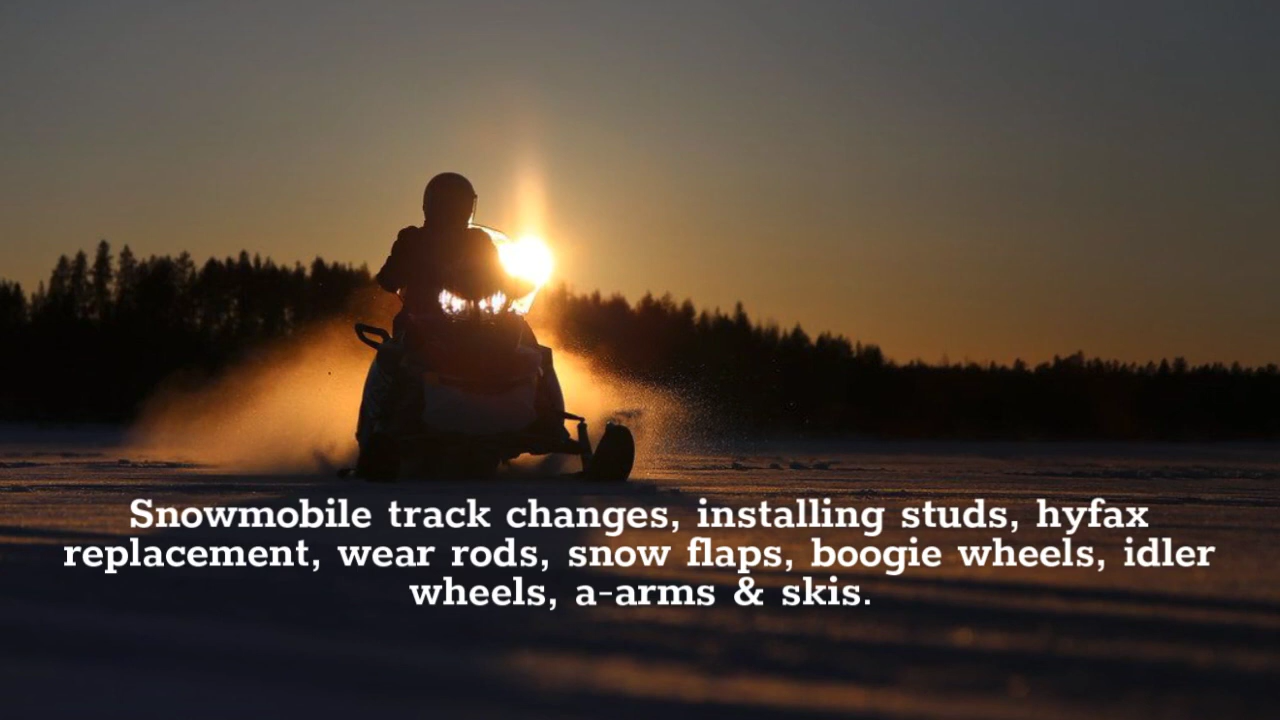 Snowmobile track changes, installing studs, hyfax
replacement, wear rods, snow flaps, boogie wheels, idler
wheels, a-arms & skis.